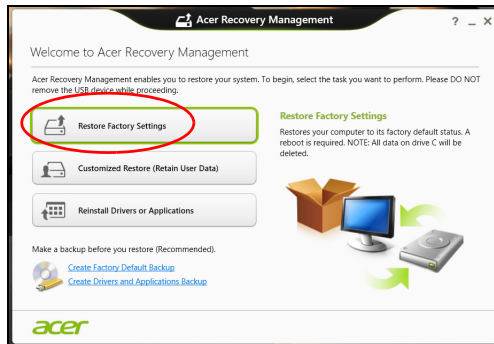 Acer Recovery Management
? _ X
Welcome to Acer Recovery Management
Acer Recovery Management enables you to restore your system. To begin, select the task you want to perform. Please DO NOT
remove the USB device while proceeding.
Restore Factory Settings
Restore Factory Settings
Restores your computer to its factory default status. A
reboot is required. NOTE: All data on drive C will be
deleted.
Customized Restore (Retain User Data)
Reinstall Drivers or Applications
Make a backup before you restore (Recommended).
Create Factory Default Backup
Create Drivers and Applications Backup
acer